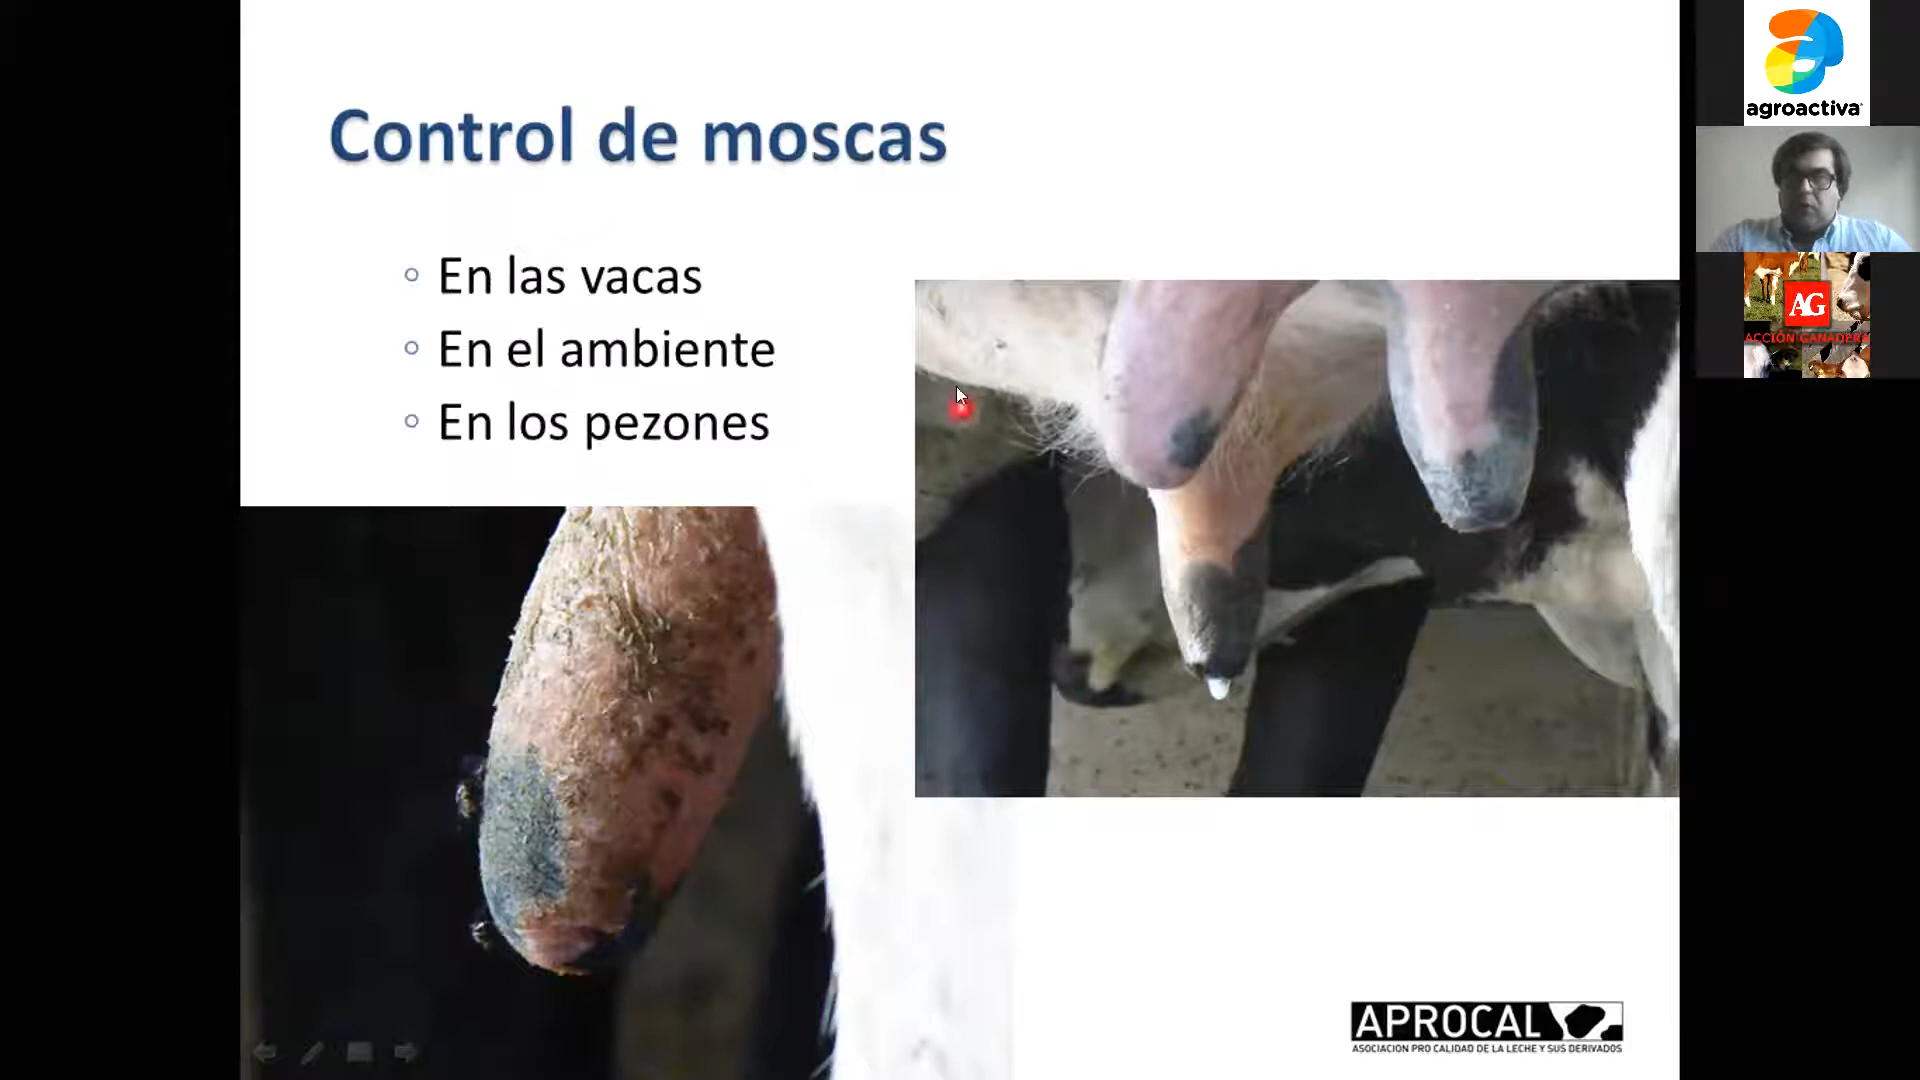 Control de moscas
En las vacas
En el ambiente
En los pezones
APROCAL
ASOCIACION PRO CALIDAD DE LA LECHE Y SUS DERIVADOS
agroactiva
AG
ACCIÓN GANADERA